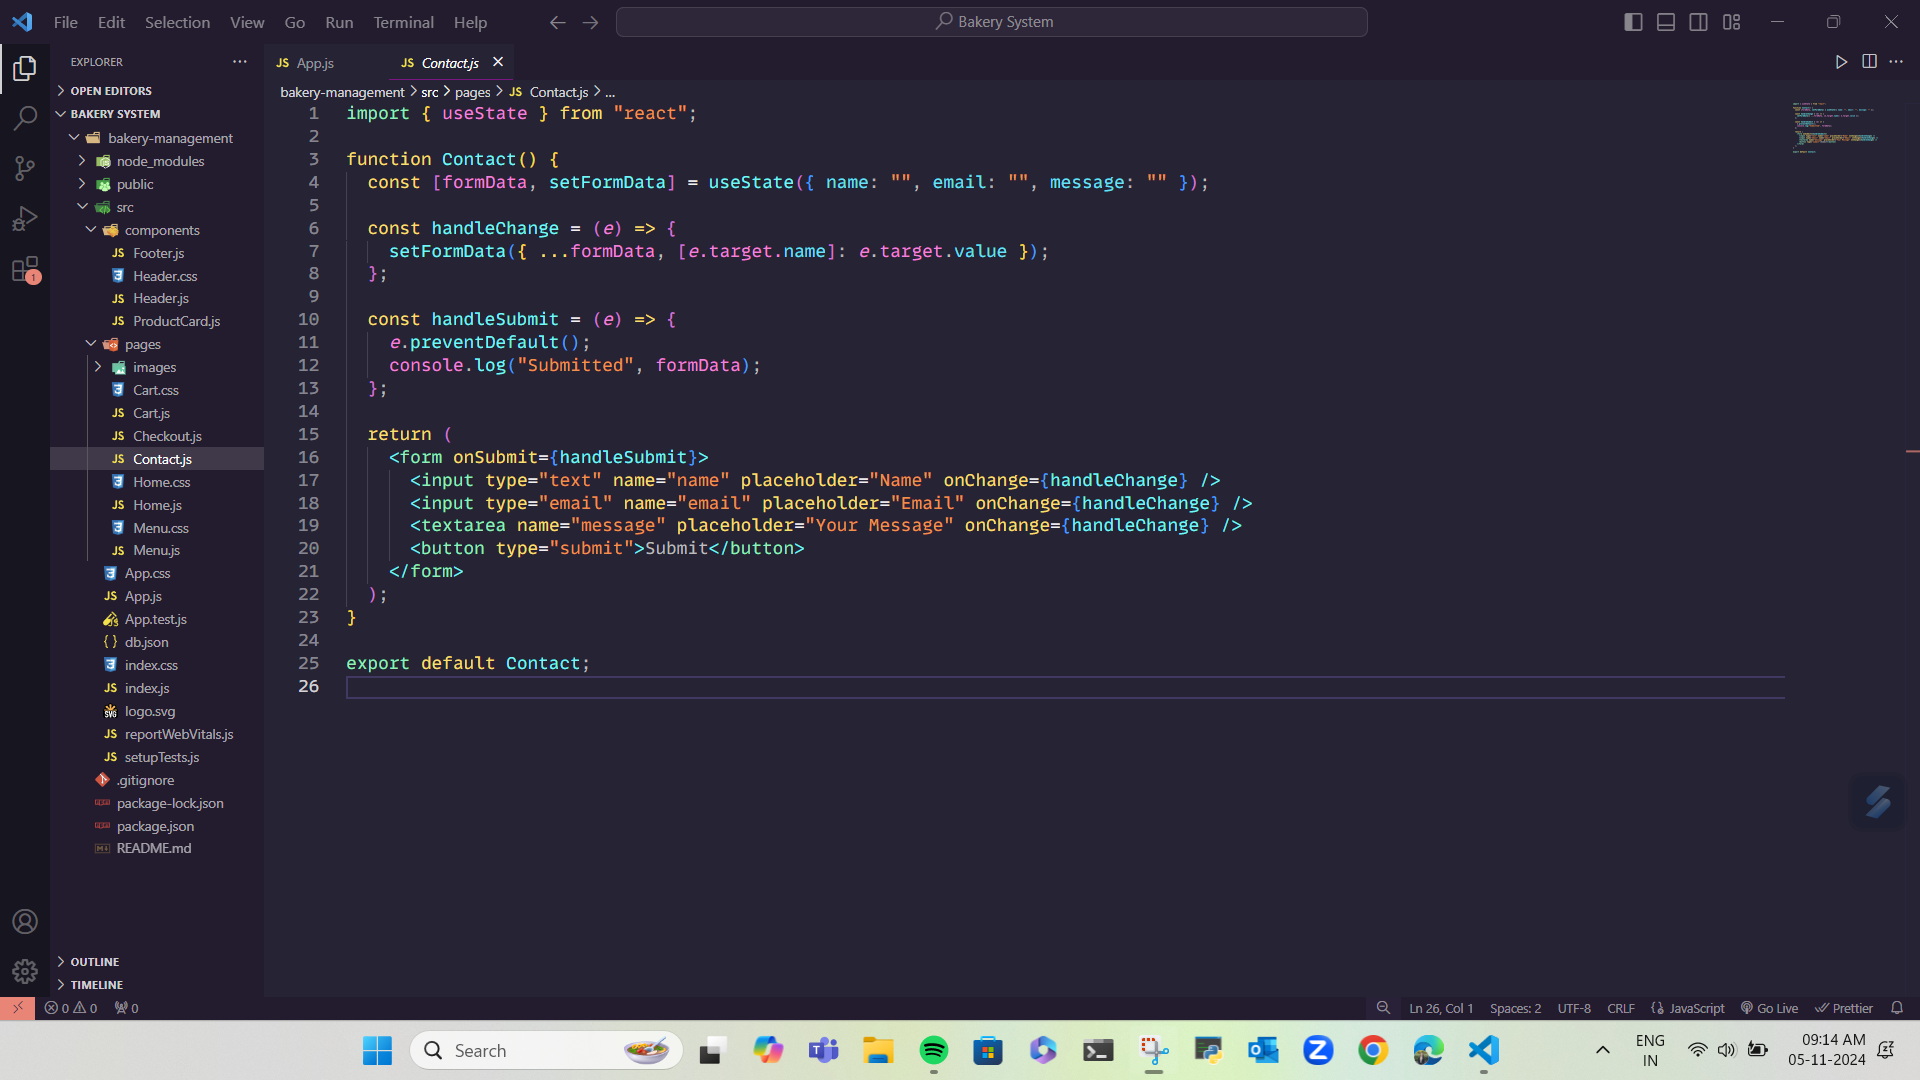 File Edit Selection View Go Run Terminal Help
Bakery System
EXPLORER
OPEN EDITORS
BAKERY SYSTEM
bakery-management
node_modules
public
src
components
Footer.js
Header.css
Header.js
ProductCard.js
pages
images
Cart.css
Cart.js
Checkout.js
Contact.js
Home.css
Home.js
Menu.css
Menu.js
App.css
App.js
App.test.js
db.json
index.css
index.js
logo.svg
reportWebVitals.js
setupTests.js
.gitignore
package-lock.json
package.json
README.md
OUTLINE
TIMELINE
JS App.js JS Contact.js
bakery-management > src > pages > JS Contact.js > ...
1 import { useState } from "react";
2
3 function Contact() {
4 const [formData, setFormData] = useState({ name: "", email: "", message: "" });
5
6 const handleChange = (e) => {
7 setFormData({ ...formData, [e.target.name]: e.target.value });
8 };
9
10 const handleSubmit = (e) => {
11 e.preventDefault();
12 console.log("Submitted", formData);
13 };
14
15 return (
16 <form onSubmit={handleSubmit}>
17 <input type="text" name="name" placeholder="Name" onChange={handleChange} />
18 <input type="email" name="email" placeholder="Email" onChange={handleChange} />
19 <textarea name="message" placeholder="Your Message" onChange={handleChange} />
20 <button type="submit">Submit</button>
21 </form>
22 );
23 }
24
25 export default Contact;
26
0 0 0
Ln 26, Col 1 Spaces: 2 UTF-8 CRLF {} JavaScript Go Live Prettier
Search
ENG
IN
09:14 AM
05-11-2024